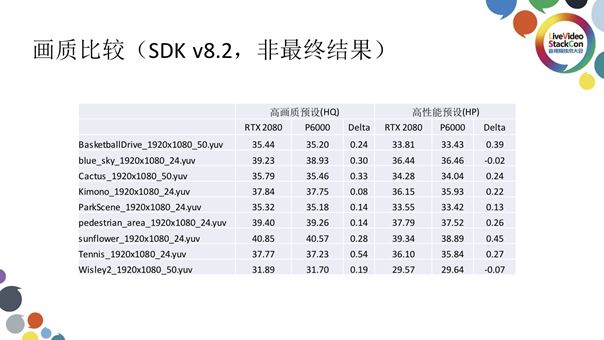 画质比较（SDK v8.2，非最终结果）
LiveVideo
StackCon
音视频技术大会
高画质预设(HQ) 高性能预设(HP)
RTX 2080 P6000 Delta RTX 2080 P6000 Delta
BasketballDrive_1920x1080_50.yuv 35.44 35.20 0.24 33.81 33.43 0.39
blue_sky_1920x1080_24.yuv 39.23 38.93 0.30 36.44 36.46 -0.02
Cactus_1920x1080_50.yuv 35.79 35.46 0.33 34.28 34.04 0.24
Kimono_1920x1080_24.yuv 37.84 37.75 0.08 36.15 35.93 0.22
ParkScene_1920x1080_24.yuv 35.32 35.18 0.14 33.55 33.42 0.13
pedestrian_area_1920x1080_24.yuv 39.40 39.26 0.14 37.79 37.52 0.26
sunflower_1920x1080_24.yuv 40.85 40.57 0.28 39.34 38.89 0.45
Tennis_1920x1080_24.yuv 37.77 37.23 0.54 36.10 35.84 0.27
Wisley2_1920x1080_50.yuv 31.89 31.70 0.19 29.57 29.64 -0.07